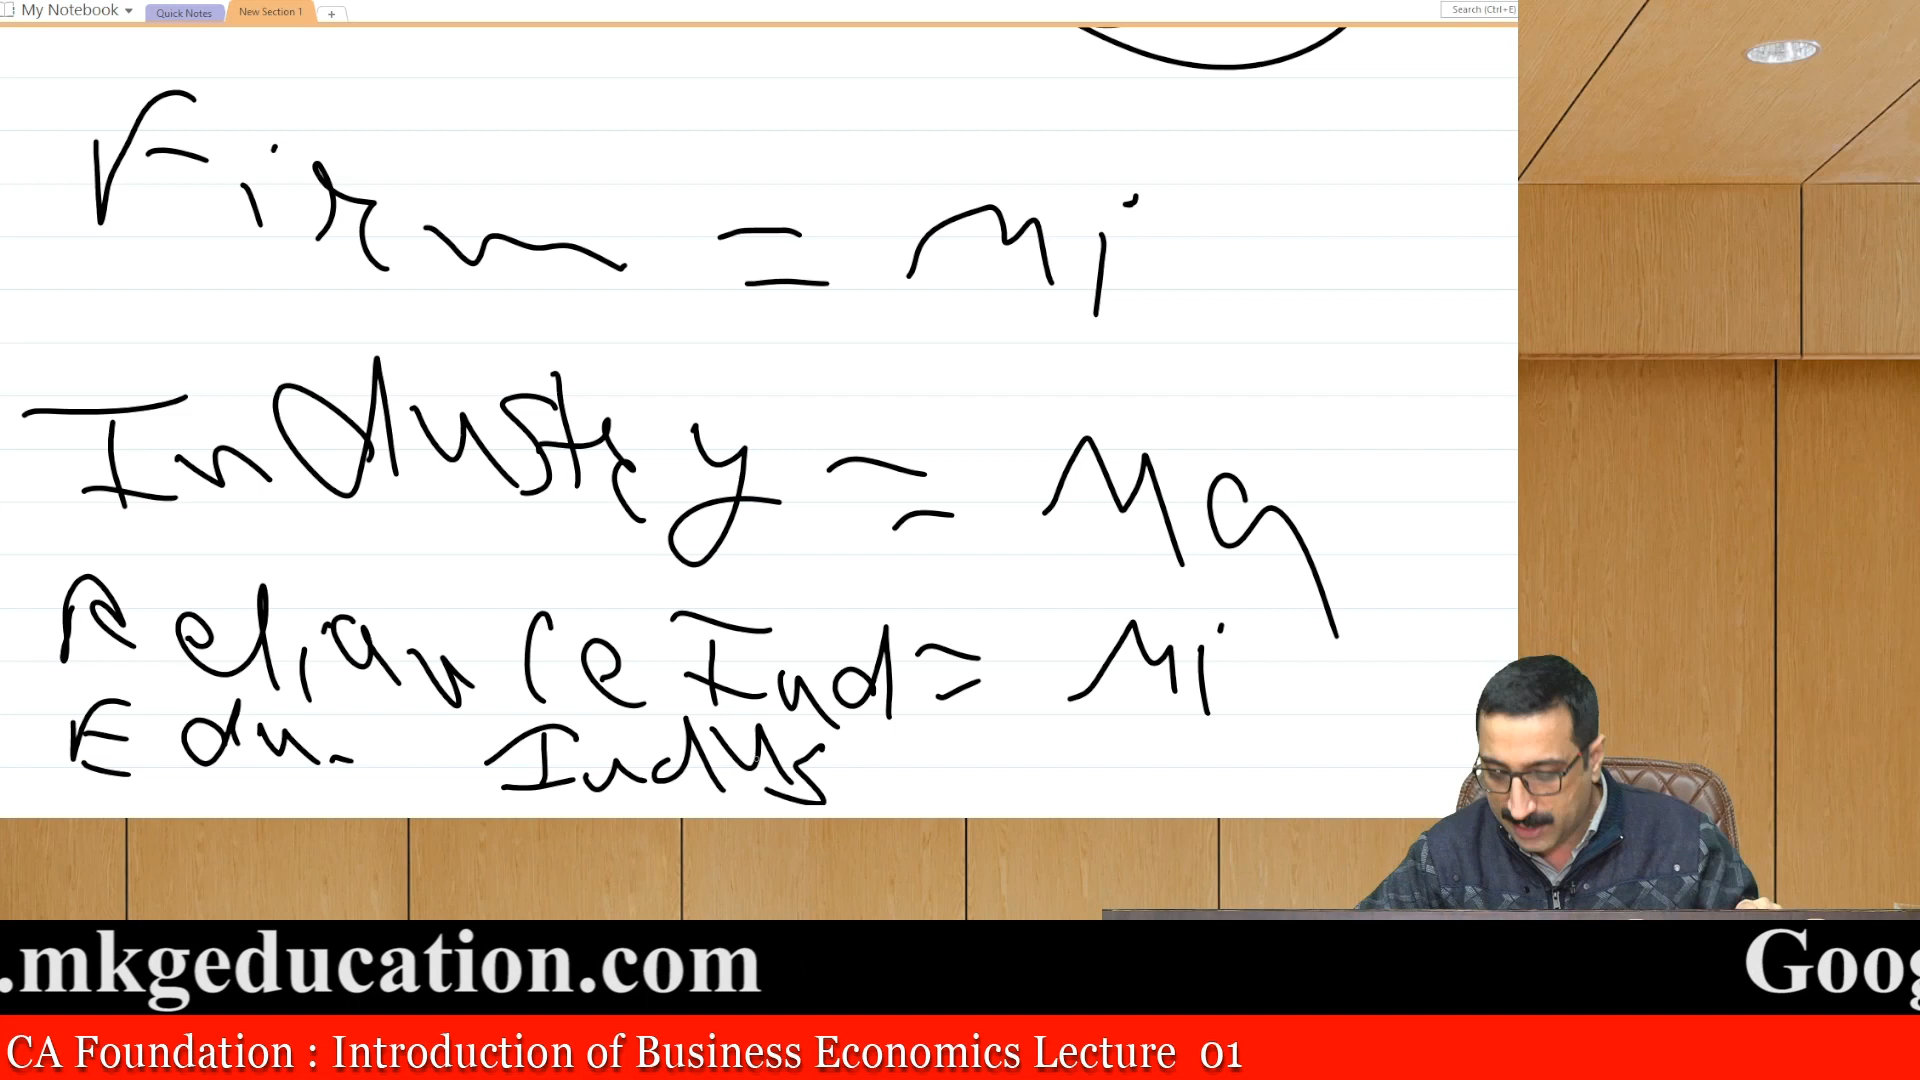 My Notebook Quick Notes New Section 1 + Search (Ctrl+E)
Firm = Mi
Industry = Ma
Reliance Ind = Mi
Edu. Indus
.mkgeducation.com Goog
CA Foundation : Introduction of Business Economics Lecture 01